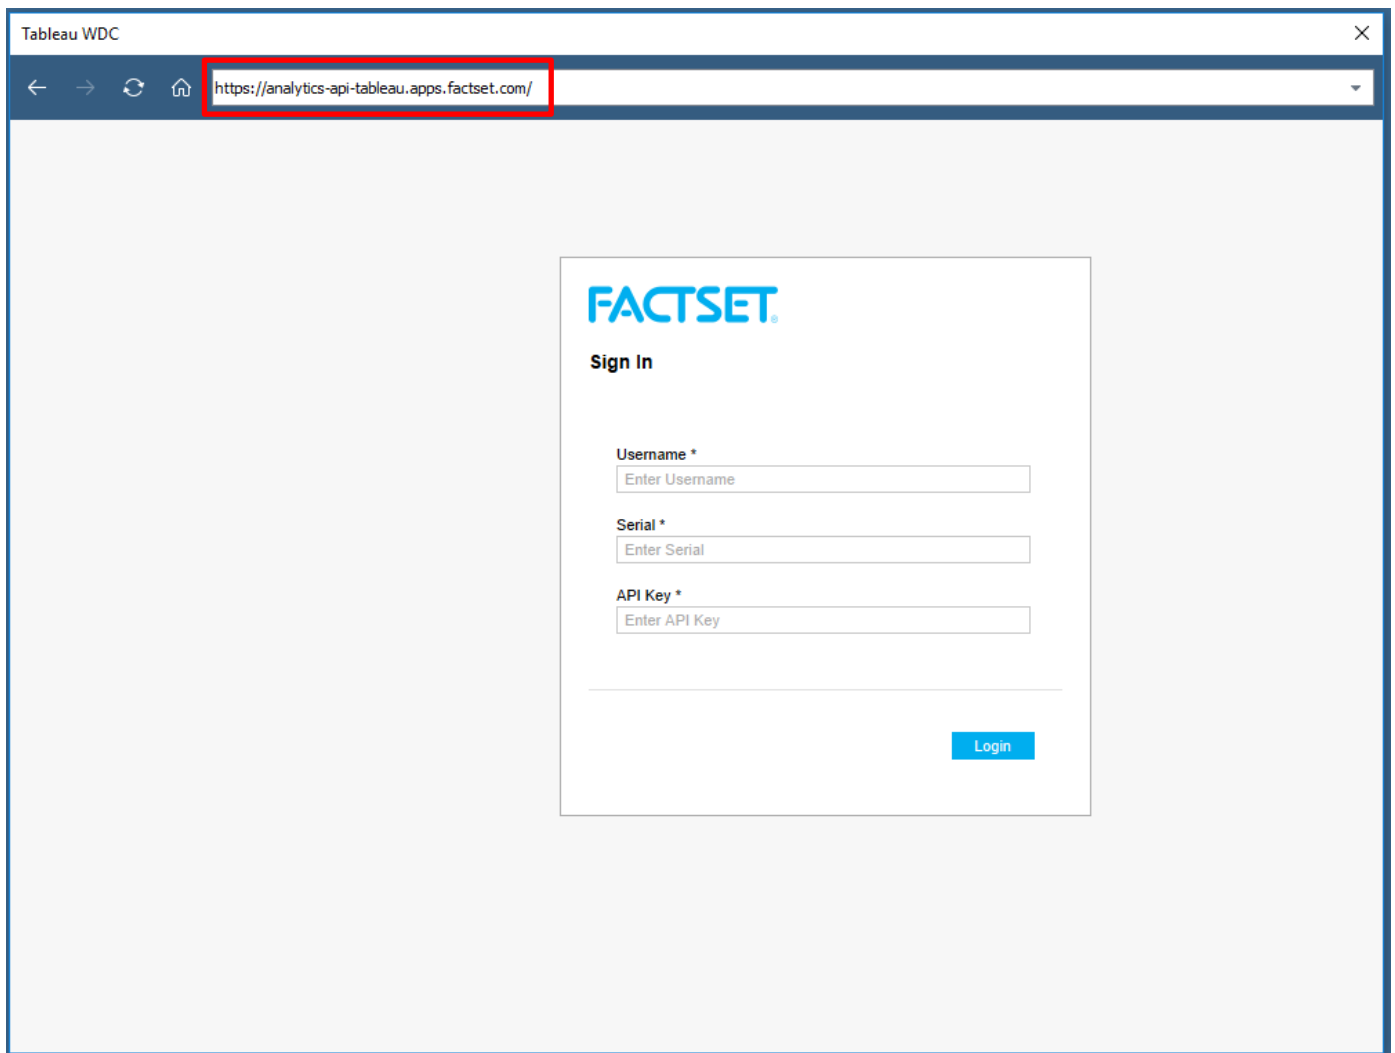 Tableau WDC
https://analytics-api-tableau.apps.factset.com/
FACTSET®
Sign In
Username *
Enter Username
Serial *
Enter Serial
API Key *
Enter API Key
Login